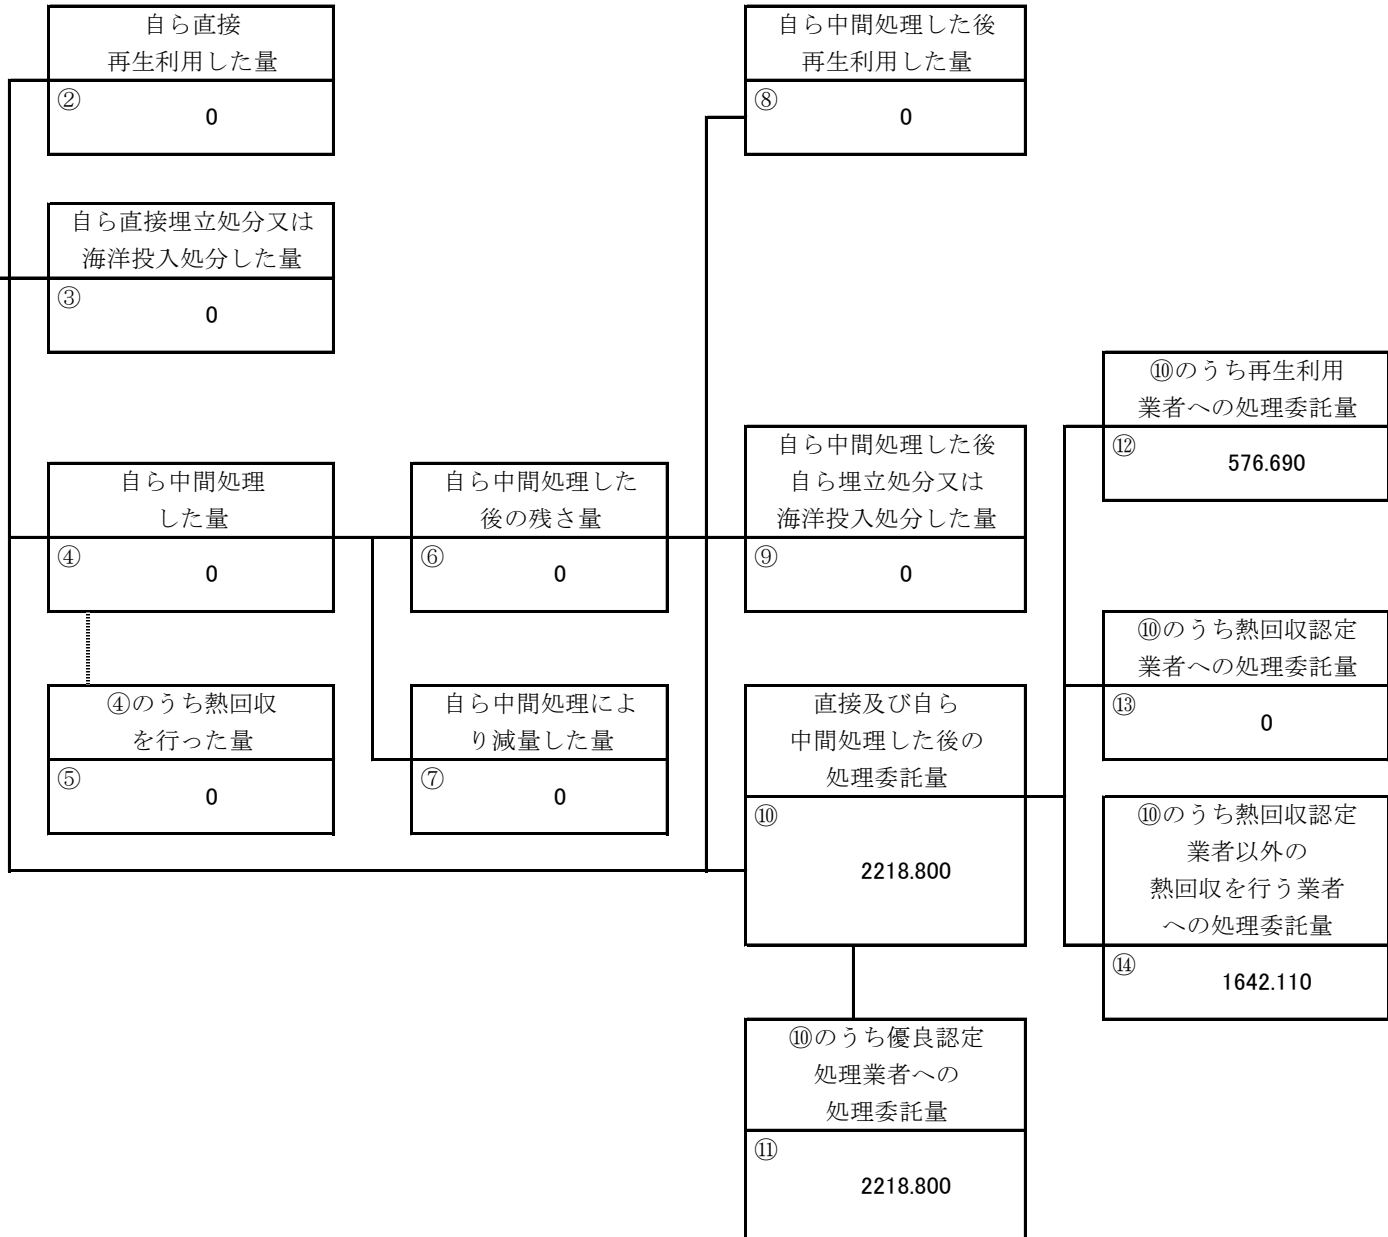 自ら直接
再生利用した量
②
0
自ら中間処理した後
再生利用した量
⑧
0
自ら直接埋立処分又は
海洋投入処分した量
③
0
⑩のうち再生利用
業者への処理委託量
⑫
576.690
自ら中間処理
した量
④
0
自ら中間処理した
後の残さ量
⑥
0
自ら中間処理した後
自ら埋立処分又は
海洋投入処分した量
⑨
0
⑩のうち熱回収認定
業者への処理委託量
⑬
0
④のうち熱回収
を行った量
⑤
0
自ら中間処理によ
り減量した量
⑦
0
直接及び自ら
中間処理した後の
処理委託量
⑩
2218.800
⑩のうち熱回収認定
業者以外の
熱回収を行う業者
への処理委託量
⑭
1642.110
⑩のうち優良認定
処理業者への
処理委託量
⑪
2218.800